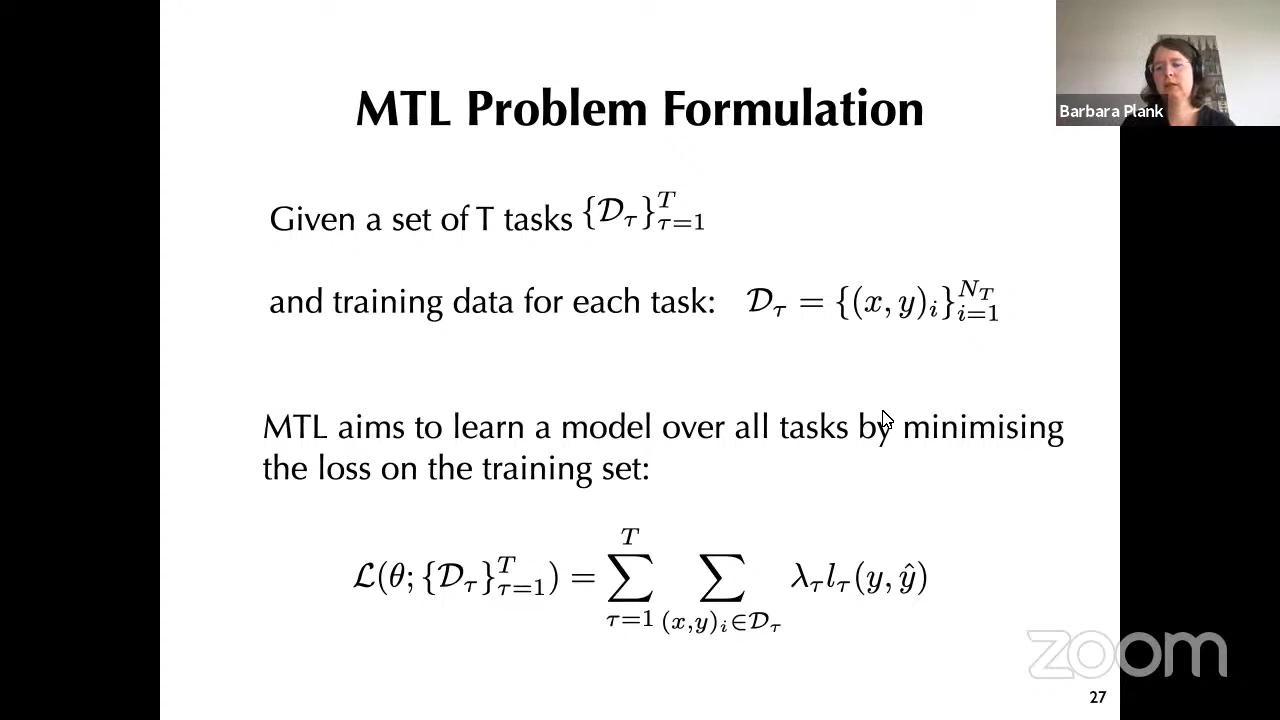 MTL Problem Formulation
Barbara Plank
Given a set of T tasks {𝒟_τ}_{τ=1}^T
and training data for each task: 𝒟_τ = {(x, y)_i}_{i=1}^{N_T}
MTL aims to learn a model over all tasks by minimising
the loss on the training set:
ℒ(θ; {𝒟_τ}_{τ=1}^T) = ∑_{τ=1}^T ∑_{(x,y)_i∈𝒟_τ} λ_τ l_τ(y, ŷ)
zoom
27